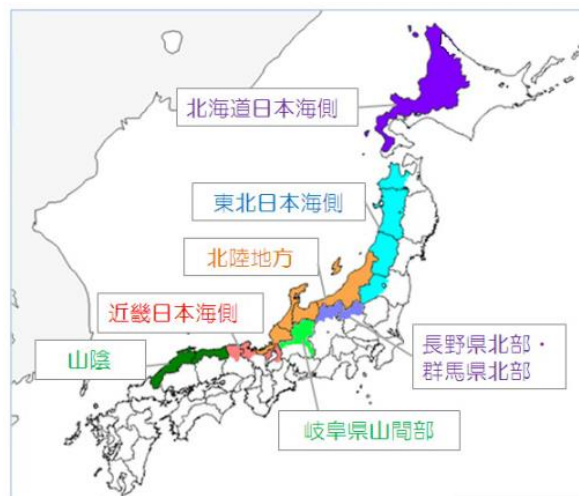 北海道日本海側
東北日本海側
北陸地方
近畿日本海側
山陰
長野県北部・
群馬県北部
岐阜県山間部